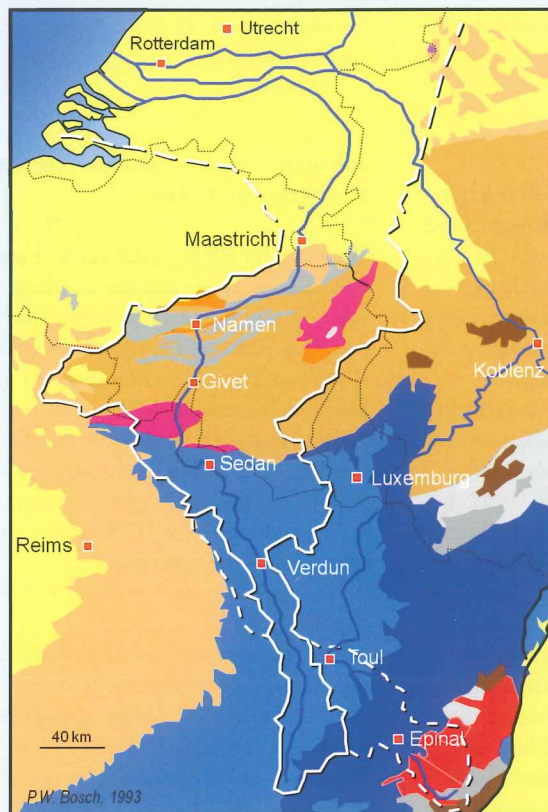 Utrecht
Rotterdam
Maastricht
Namen
Koblenz
Givet
Sedan
Luxemburg
Reims
Verdun
Toul
40 km
Epinal
P.W. Bosch, 1993